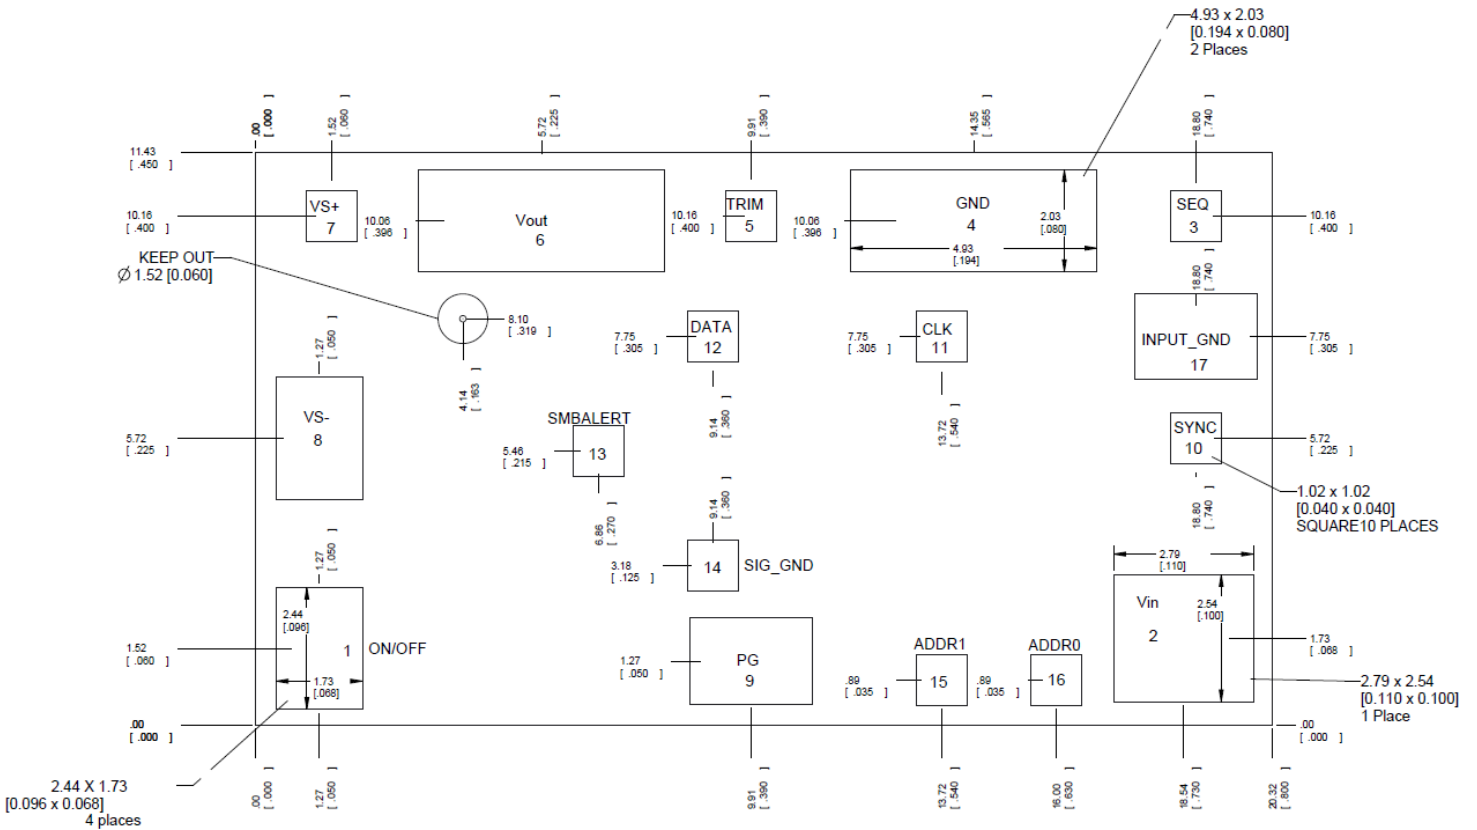 4.93 x 2.03
[0.194 x 0.080]
2 Places
.00
[ .000 ]
1.52
[ .060 ]
5.72
[ .225 ]
9.91
[ .390 ]
14.35
[ .565 ]
18.80
[ .740 ]
11.43
[ .450 ]
10.16
[ .400 ]
VS+
7
10.06
[ .396 ]
Vout
6
10.16
[ .400 ]
TRIM
5
10.06
[ .396 ]
GND
4
2.03
[.080]
4.93
[.194]
SEQ
3
10.16
[ .400 ]
KEEP OUT
Ø 1.52 [0.060]
18.80
[ .740 ]
8.10
[ .319 ]
4.14
[ .163 ]
1.27
[ .050 ]
7.75
[ .305 ]
DATA
12
9.14
[ .360 ]
7.75
[ .305 ]
CLK
11
13.72
[ .540 ]
INPUT_GND
17
7.75
[ .305 ]
5.72
[ .225 ]
VS-
8
SMBALERT
5.46
[ .215 ]
13
6.86
[ .270 ]
SYNC
10
5.72
[ .225 ]
18.80
[ .740 ]
1.02 x 1.02
[0.040 x 0.040]
SQUARE10 PLACES
9.14
[ .360 ]
3.18
[ .125 ]
14
SIG_GND
1.27
[ .050 ]
2.44
[.096]
1
ON/OFF
1.52
[ .060 ]
1.73
[.068]
1.27
[ .050 ]
PG
9
ADDR1
.89
[ .035 ]
15
ADDR0
.89
[ .035 ]
16
2.79
[.110]
Vin
2
2.54
[.100]
1.73
[ .068 ]
2.79 x 2.54
[0.110 x 0.100]
1 Place
.00
[ .000 ]
.00
[ .000 ]
2.44 X 1.73
[0.096 x 0.068]
4 places
.00
[ .000 ]
1.27
[ .050 ]
9.91
[ .390 ]
13.72
[ .540 ]
16.00
[ .630 ]
18.54
[ .730 ]
20.32
[ .800 ]